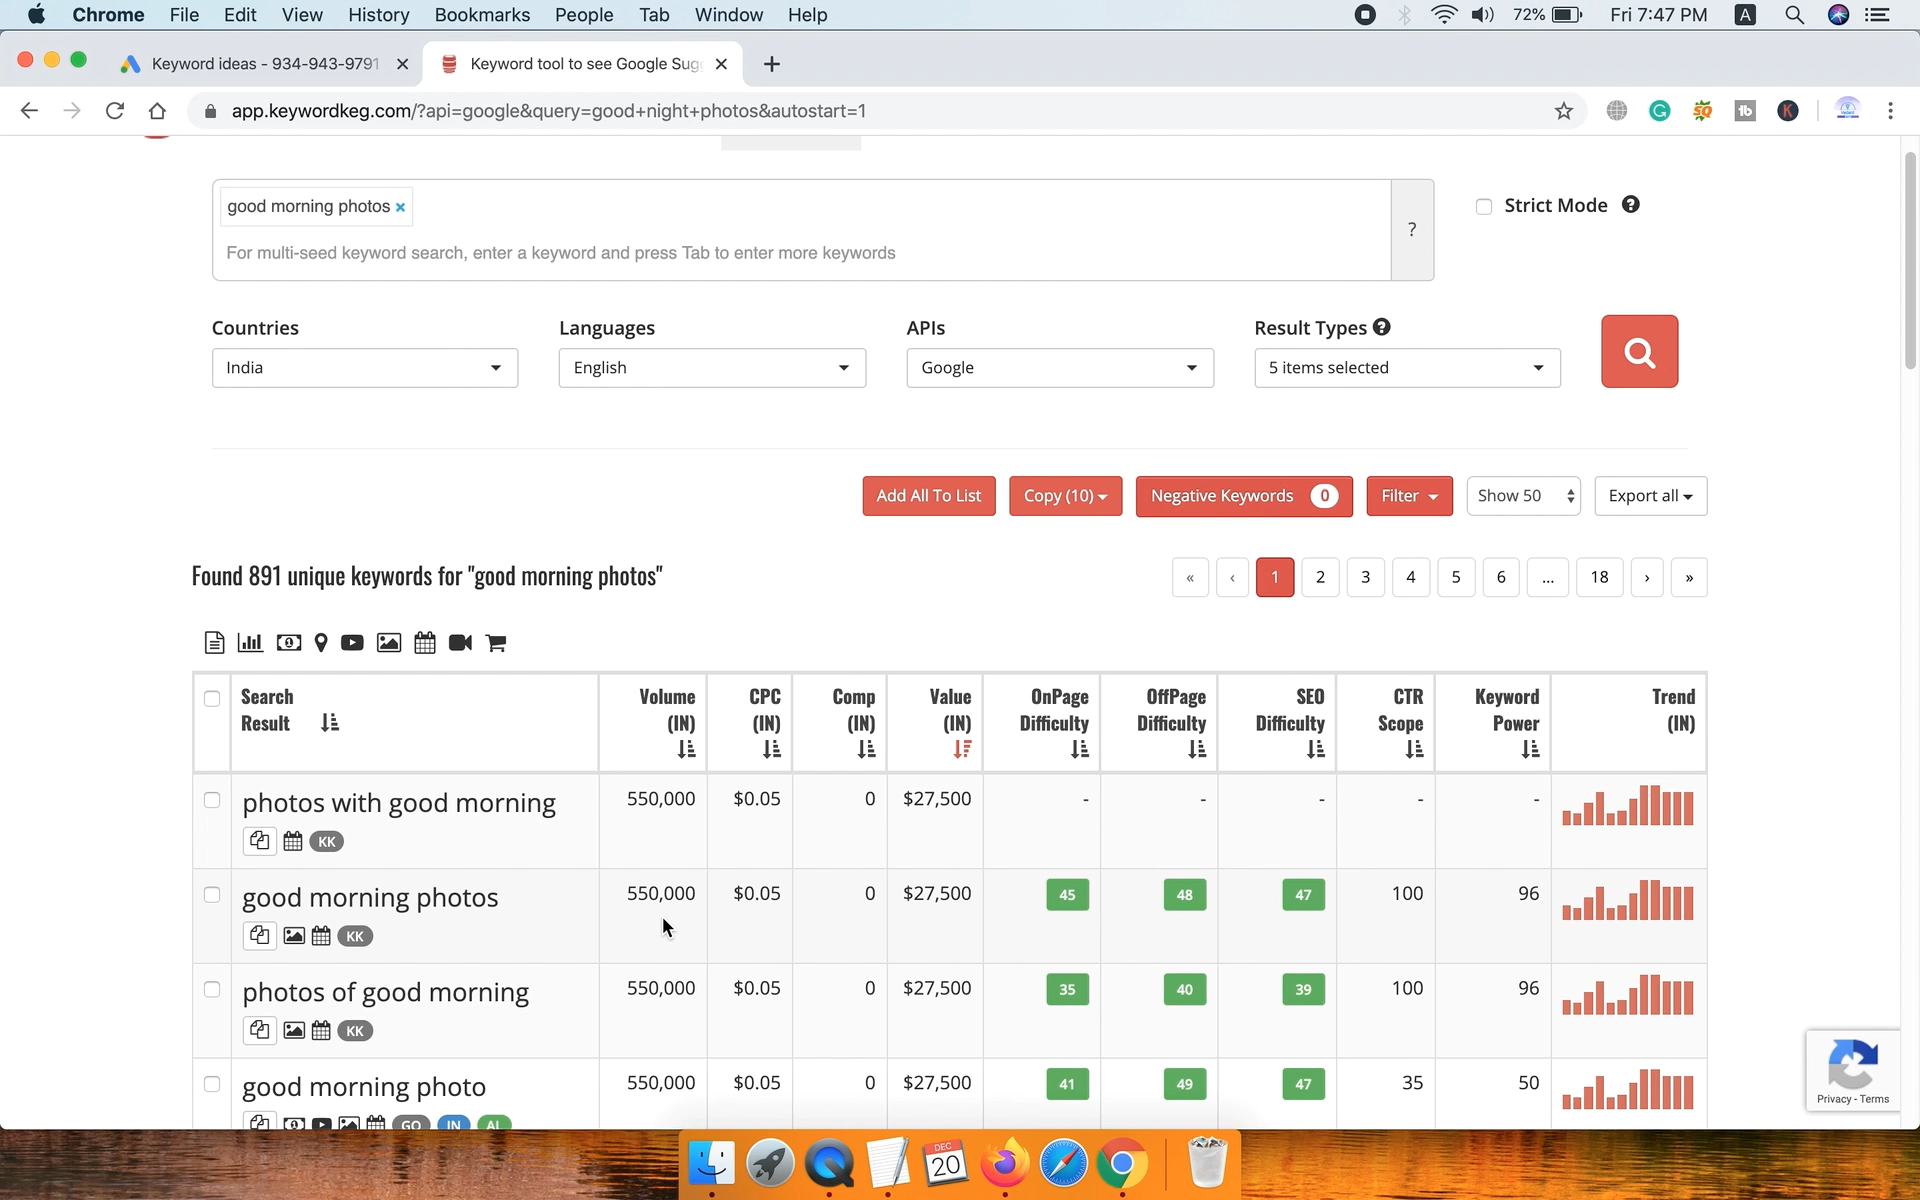 Chrome File Edit View History Bookmarks People Tab Window Help 72% Fri 7:47 PM A
Keyword ideas - 934-943-9791 Keyword tool to see Google Sug
app.keywordkeg.com/?api=google&query=good+night+photos&autostart=1
good morning photos ×
For multi-seed keyword search, enter a keyword and press Tab to enter more keywords
?
Strict Mode ?
Countries Languages APIs Result Types ?
India English Google 5 items selected
Add All To List Copy (10) Negative Keywords 0 Filter Show 50 Export all
Found 891 unique keywords for "good morning photos"
« ‹ 1 2 3 4 5 6 ... 18 › »
Search Result Volume (IN) CPC (IN) Comp (IN) Value (IN) OnPage Difficulty OffPage Difficulty SEO Difficulty CTR Scope Keyword Power Trend (IN)
photos with good morning 550,000 $0.05 0 $27,500 - - - - -
KK
good morning photos 550,000 $0.05 0 $27,500 45 48 47 100 96
KK
photos of good morning 550,000 $0.05 0 $27,500 35 40 39 100 96
KK
good morning photo 550,000 $0.05 0 $27,500 41 49 47 35 50
GO IN AL
Privacy - Terms
DEC
20